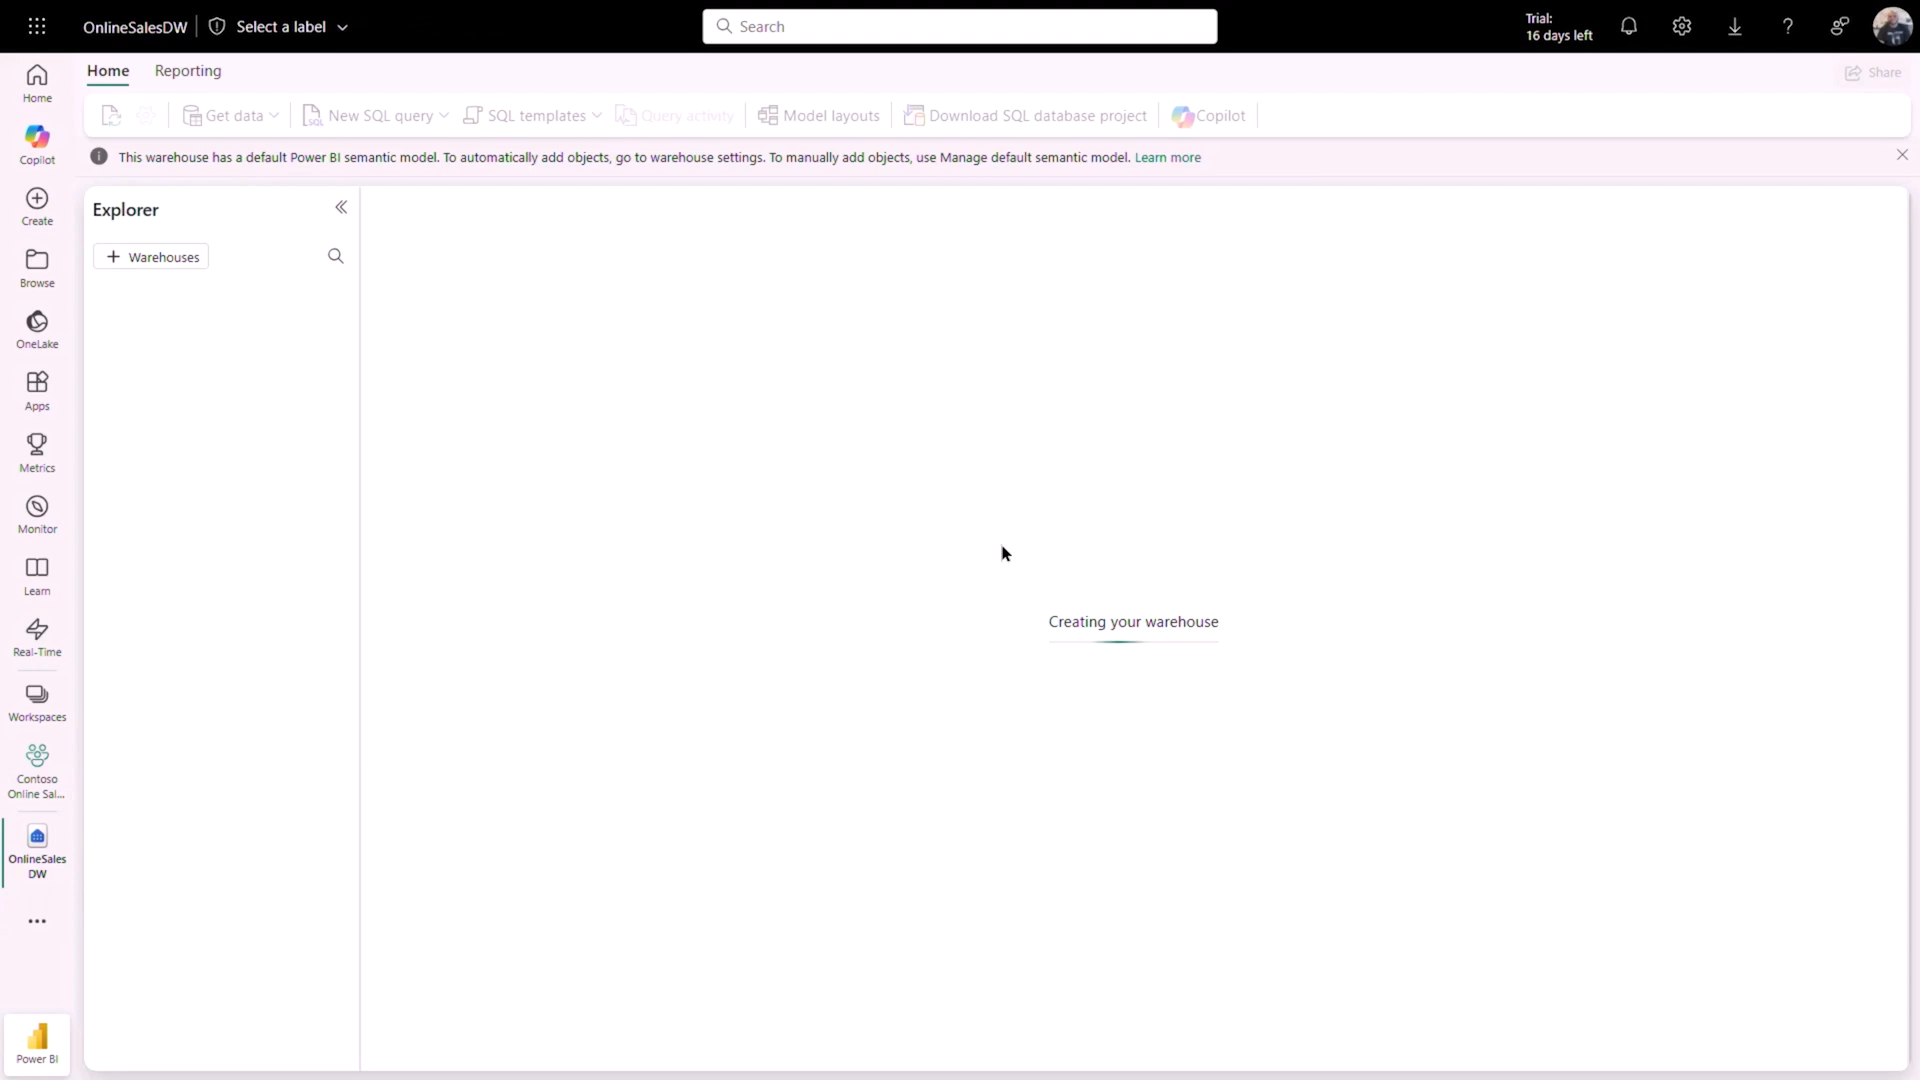 OnlineSalesDW
Select a label
Search
Trial:
16 days left
Home
Reporting
Share
Get data
New SQL query
SQL templates
Query activity
Model layouts
Download SQL database project
Copilot
This warehouse has a default Power BI semantic model. To automatically add objects, go to warehouse settings. To manually add objects, use Manage default semantic model. Learn more
Home
Copilot
Create
Browse
OneLake
Apps
Metrics
Monitor
Learn
Real-Time
Workspaces
Contoso
Online Sal...
OnlineSales
DW
Power BI
Explorer
Warehouses
Creating your warehouse